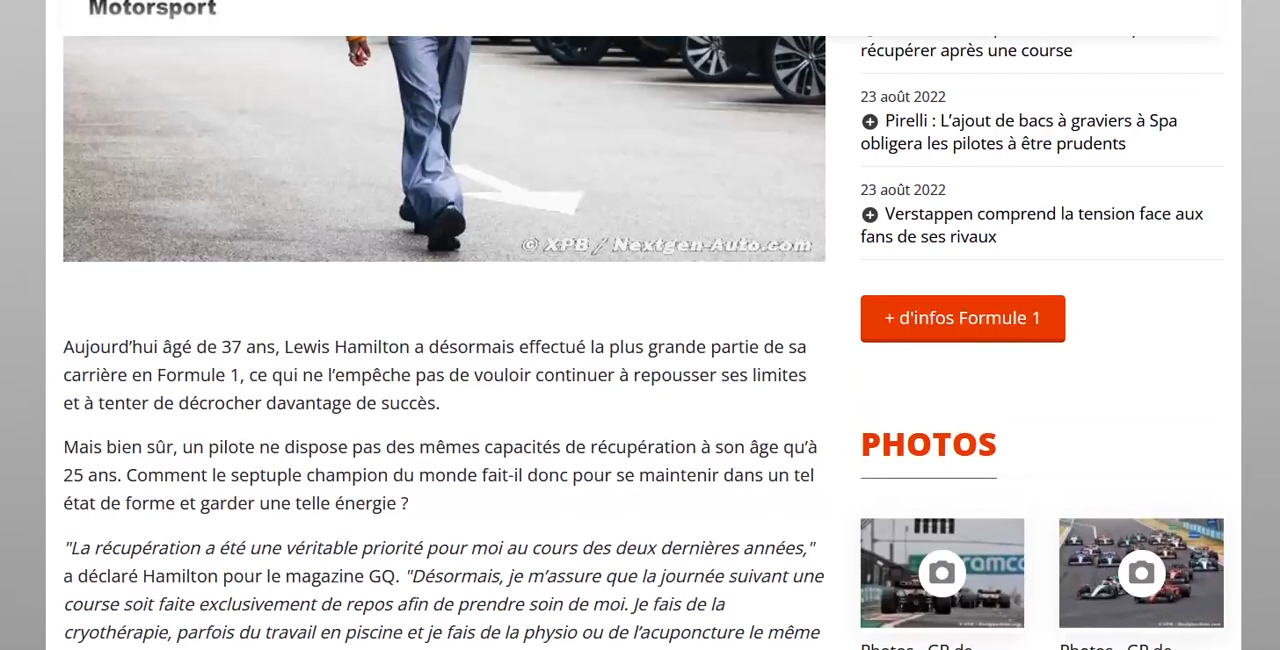 Motorsport
© XPB / Nextgen-Auto.com
Aujourd’hui âgé de 37 ans, Lewis Hamilton a désormais effectué la plus grande partie de sa
carrière en Formule 1, ce qui ne l’empêche pas de vouloir continuer à repousser ses limites
et à tenter de décrocher davantage de succès.
Mais bien sûr, un pilote ne dispose pas des mêmes capacités de récupération à son âge qu’à
25 ans. Comment le septuple champion du monde fait-il donc pour se maintenir dans un tel
état de forme et garder une telle énergie ?
"La récupération a été une véritable priorité pour moi au cours des deux dernières années,"
a déclaré Hamilton pour le magazine GQ. "Désormais, je m’assure que la journée suivant une
course soit faite exclusivement de repos afin de prendre soin de moi. Je fais de la
cryothérapie, parfois du travail en piscine et je fais de la physio ou de l’acuponcture le même
récupérer après une course
23 août 2022
Pirelli : L’ajout de bacs à graviers à Spa
obligera les pilotes à être prudents
23 août 2022
Verstappen comprend la tension face aux
fans de ses rivaux
+ d'infos Formule 1
PHOTOS
aramco
Photos - GP de
Photos - GP de